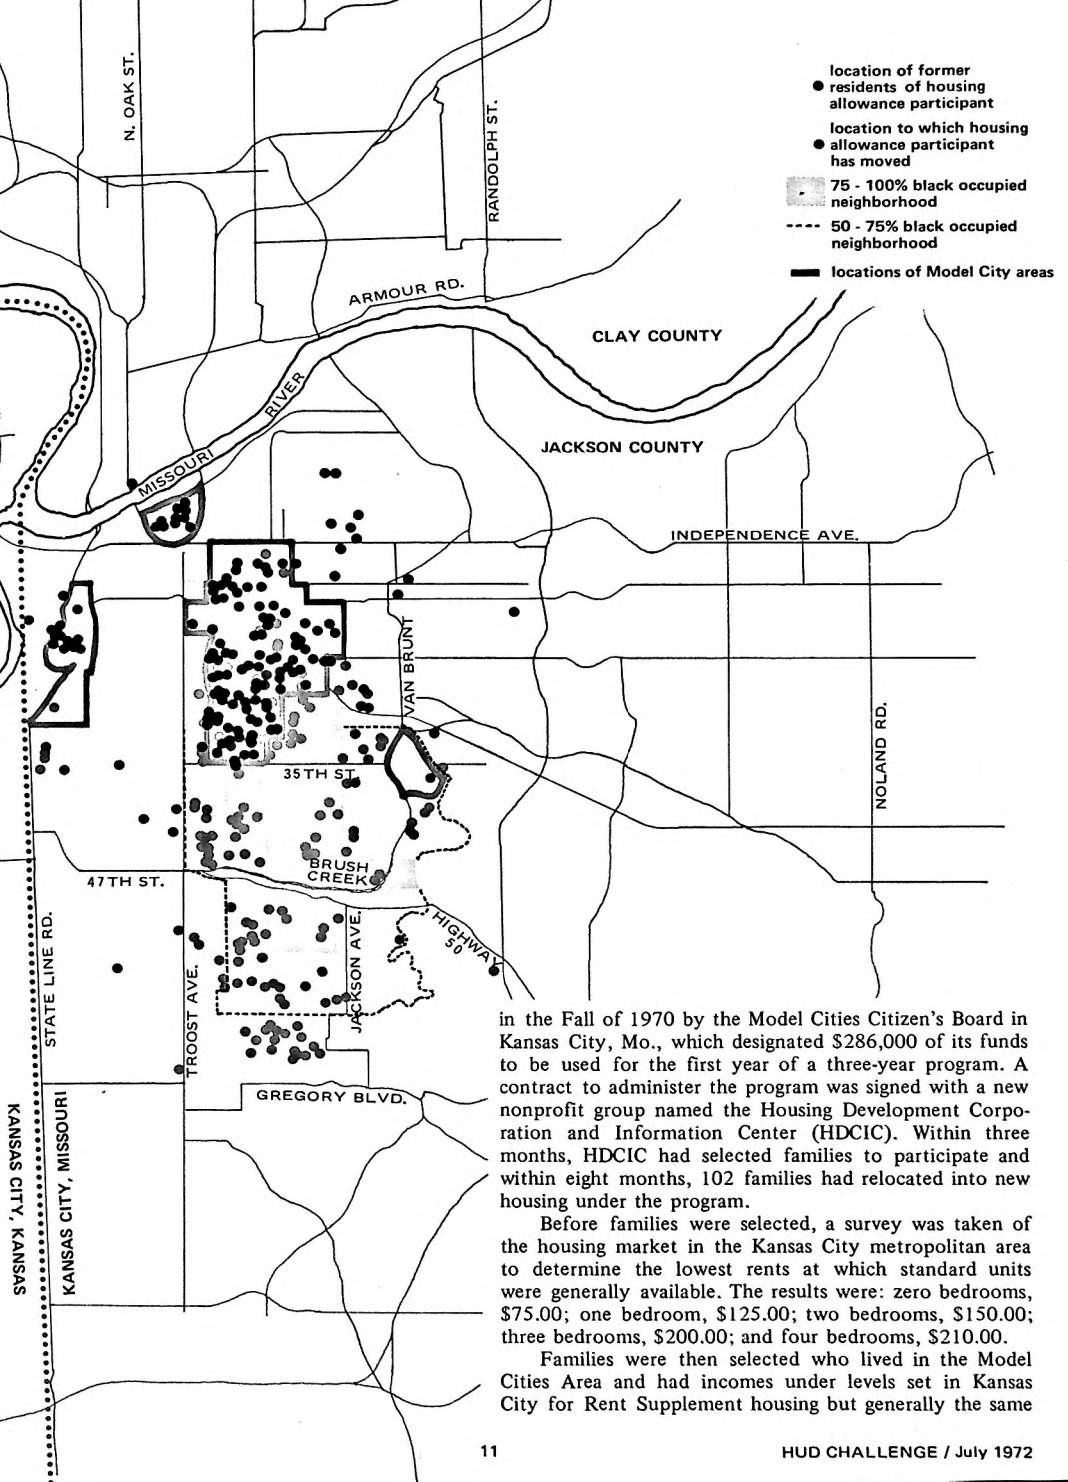 location of former
residents of housing
allowance participant
location to which housing
allowance participant
has moved
75 - 100% black occupied
neighborhood
50 - 75% black occupied
neighborhood
locations of Model City areas
N. OAK ST.
RANDOLPH ST.
ARMOUR RD.
CLAY COUNTY
MISSOURI RIVER
JACKSON COUNTY
INDEPENDENCE AVE.
VAN BRUNT
NOLAND RD.
35TH ST.
BRUSH
CREEK
47TH ST.
HIGHWAY
50
STATE LINE RD.
TROOST AVE.
JACKSON AVE.
GREGORY BLVD.
KANSAS CITY, KANSAS
KANSAS CITY, MISSOURI
in the Fall of 1970 by the Model Cities Citizen's Board in
Kansas City, Mo., which designated $286,000 of its funds
to be used for the first year of a three-year program. A
contract to administer the program was signed with a new
nonprofit group named the Housing Development Corpo-
ration and Information Center (HDCIC). Within three
months, HDCIC had selected families to participate and
within eight months, 102 families had relocated into new
housing under the program.
Before families were selected, a survey was taken of
the housing market in the Kansas City metropolitan area
to determine the lowest rents at which standard units
were generally available. The results were: zero bedrooms,
$75.00; one bedroom, $125.00; two bedrooms, $150.00;
three bedrooms, $200.00; and four bedrooms, $210.00.
Families were then selected who lived in the Model
Cities Area and had incomes under levels set in Kansas
City for Rent Supplement housing but generally the same
11
HUD CHALLENGE / July 1972